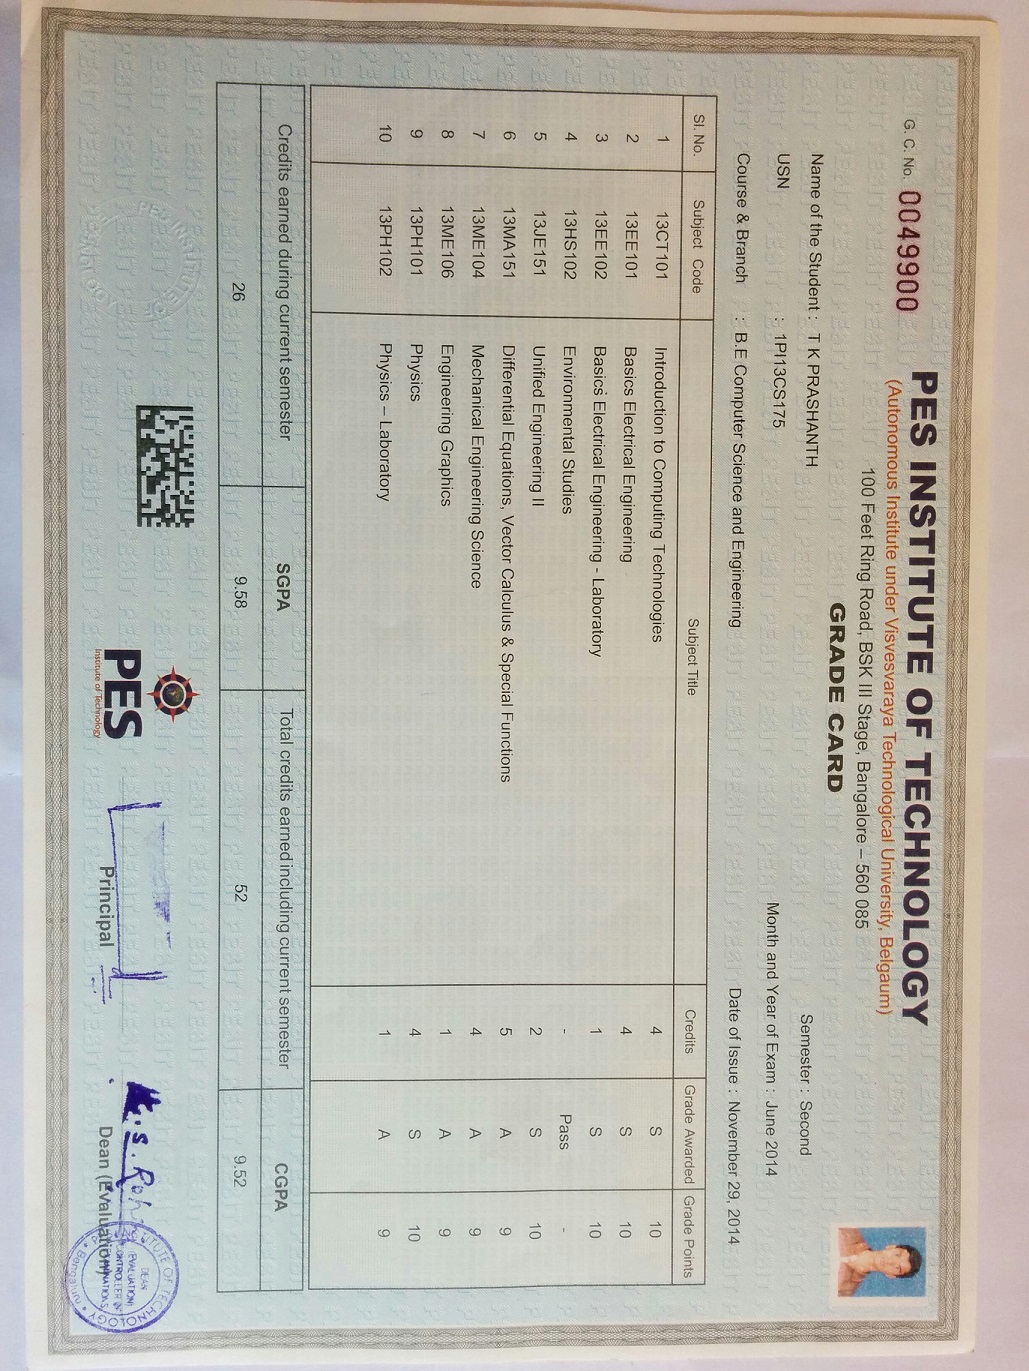 G. C. No. 0049900
PES INSTITUTE OF TECHNOLOGY
(Autonomous Institute under Visvesvaraya Technological University, Belgaum)
100 Feet Ring Road, BSK III Stage, Bangalore – 560 085
GRADE CARD
Name of the Student : T K PRASHANTH Semester : Second
USN : 1PI13CS175 Month and Year of Exam : June 2014
Course & Branch : B.E Computer Science and Engineering Date of Issue : November 29, 2014
Sl. No. Subject Code Subject Title Credits Grade Awarded Grade Points
1 13CT101 Introduction to Computing Technologies 4 S 10
2 13EE101 Basics Electrical Engineering 4 S 10
3 13EE102 Basics Electrical Engineering - Laboratory 1 S 10
4 13HS102 Environmental Studies - Pass -
5 13JE151 Unified Engineering II 2 S 10
6 13MA151 Differential Equations, Vector Calculus & Special Functions 5 A 9
7 13ME104 Mechanical Engineering Science 4 A 9
8 13ME106 Engineering Graphics 1 A 9
9 13PH101 Physics 4 S 10
10 13PH102 Physics – Laboratory 1 A 9
Credits earned during current semester SGPA Total credits earned including current semester CGPA
26 9.58 52 9.52
PES
Institute of Technology
Principal
Dean (Evaluation)
DEAN
(EVALUATION)